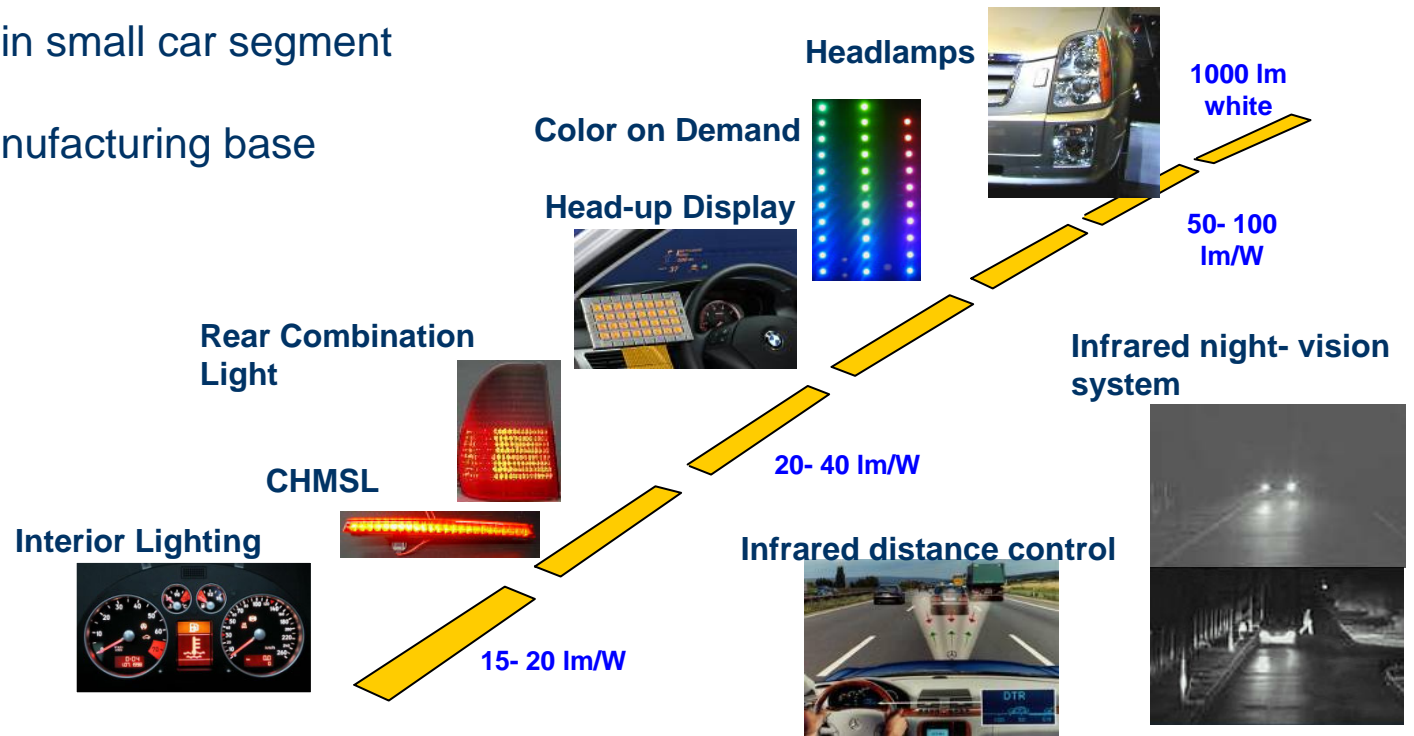 in small car segment
nufacturing base
Headlamps
1000 lm
white
Color on Demand
Head-up Display
50- 100
lm/W
Rear Combination
Light
Infrared night- vision
system
20- 40 lm/W
CHMSL
Interior Lighting
Infrared distance control
15- 20 lm/W
DTR